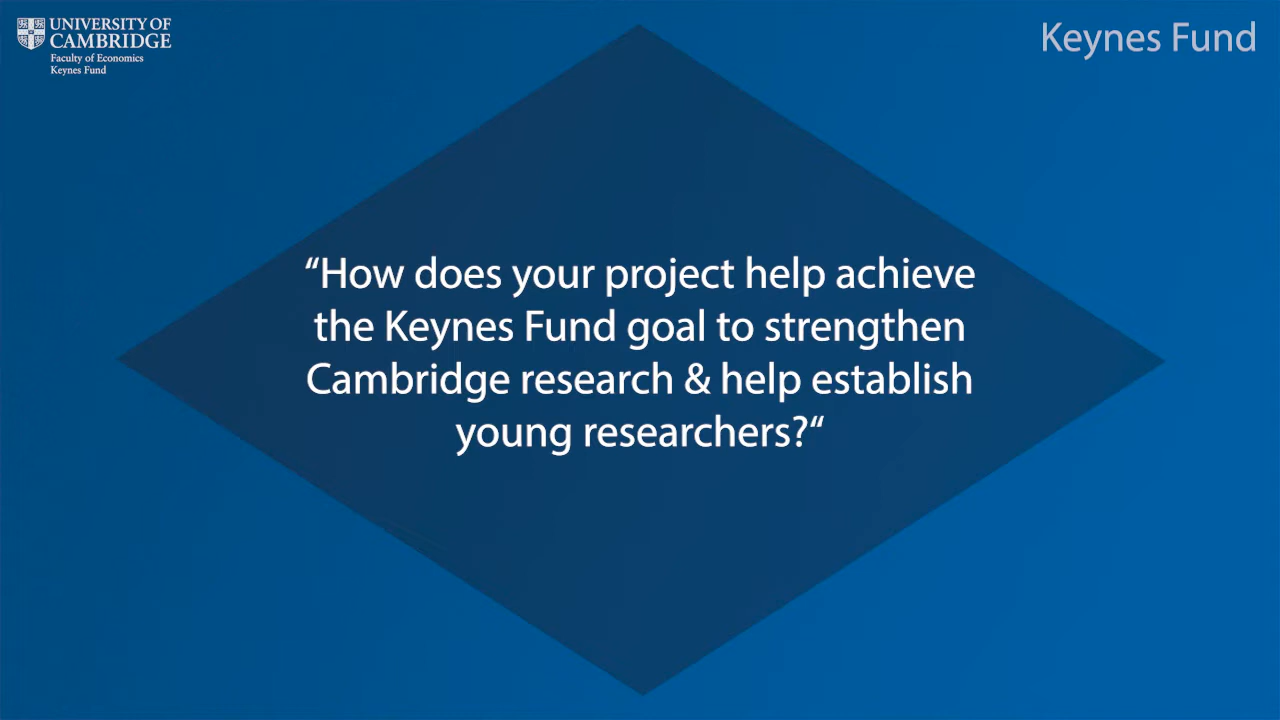 UNIVERSITY OF
CAMBRIDGE
Faculty of Economics
Keynes Fund
Keynes Fund
“How does your project help achieve
the Keynes Fund goal to strengthen
Cambridge research & help establish
young researchers?“